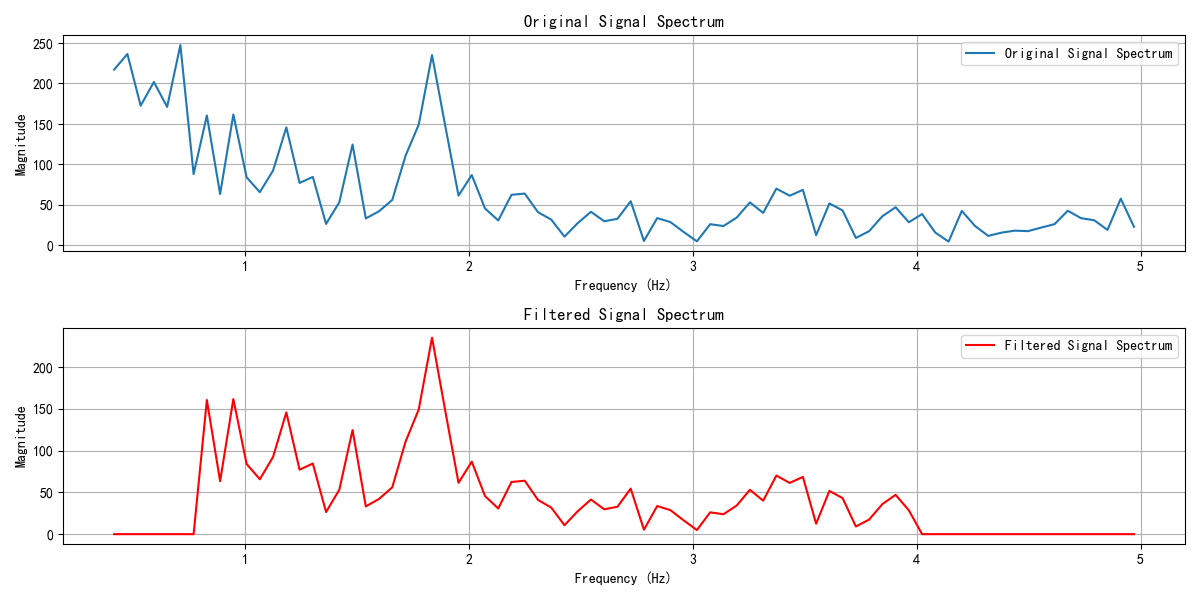 Original Signal Spectrum
Original Signal Spectrum
Magnitude
250
200
150
100
50
0
1
2
3
4
5
Frequency (Hz)
Filtered Signal Spectrum
Filtered Signal Spectrum
Magnitude
200
150
100
50
0
1
2
3
4
5
Frequency (Hz)